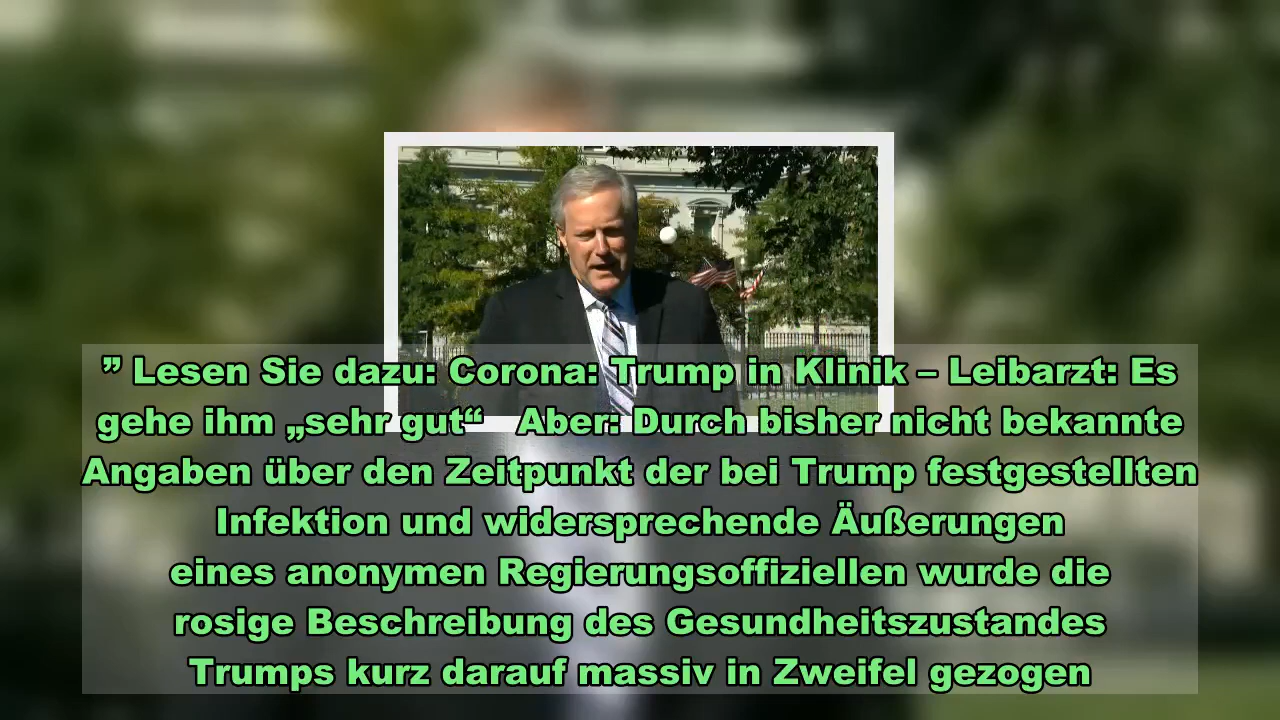 ” Lesen Sie dazu: Corona: Trump in Klinik – Leibarzt: Es
gehe ihm „sehr gut“ Aber: Durch bisher nicht bekannte
Angaben über den Zeitpunkt der bei Trump festgestellten
Infektion und widersprechende Äußerungen
eines anonymen Regierungsoffiziellen wurde die
rosige Beschreibung des Gesundheitszustandes
Trumps kurz darauf massiv in Zweifel gezogen